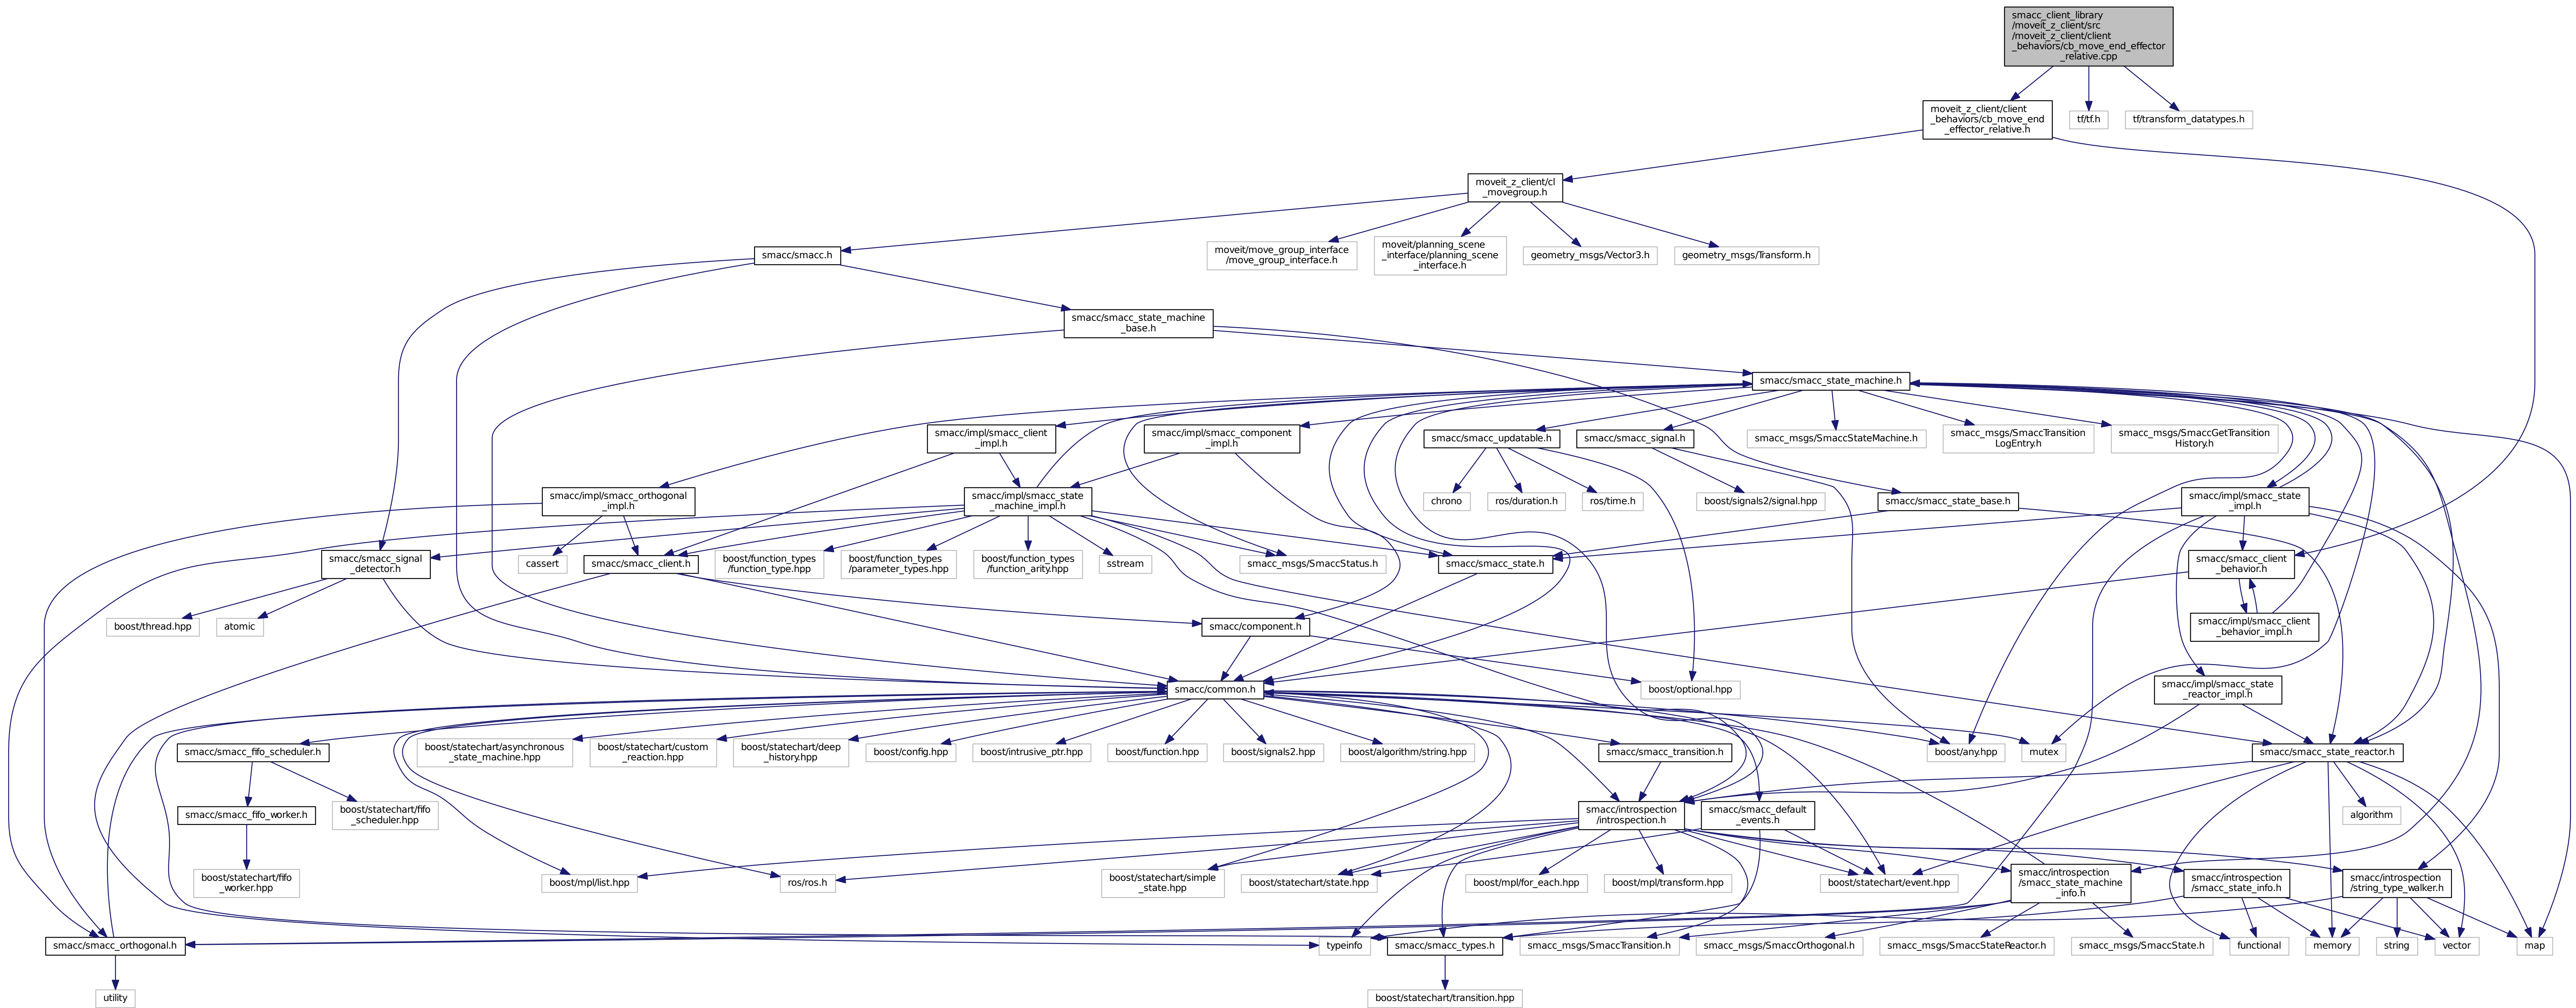 smacc_client_library
/moveit_z_client/src
/moveit_z_client/client
_behaviors/cb_move_end_effector
_relative.cpp
moveit_z_client/client
_behaviors/cb_move_end
_effector_relative.h
tf/tf.h
tf/transform_datatypes.h
moveit_z_client/cl
_movegroup.h
smacc/smacc.h
moveit/move_group_interface
/move_group_interface.h
moveit/planning_scene
_interface/planning_scene
_interface.h
geometry_msgs/Vector3.h
geometry_msgs/Transform.h
smacc/smacc_state_machine
_base.h
smacc/smacc_state_machine.h
smacc/impl/smacc_client
_impl.h
smacc/impl/smacc_component
_impl.h
smacc/smacc_updatable.h
smacc/smacc_signal.h
smacc_msgs/SmaccStateMachine.h
smacc_msgs/SmaccTransition
LogEntry.h
smacc_msgs/SmaccGetTransition
History.h
smacc/impl/smacc_orthogonal
_impl.h
smacc/impl/smacc_state
_machine_impl.h
chrono
ros/duration.h
ros/time.h
boost/signals2/signal.hpp
smacc/smacc_state_base.h
smacc/impl/smacc_state
_impl.h
smacc/smacc_signal
_detector.h
cassert
smacc/smacc_client.h
boost/function_types
/function_type.hpp
boost/function_types
/parameter_types.hpp
boost/function_types
/function_arity.hpp
sstream
smacc_msgs/SmaccStatus.h
smacc/smacc_state.h
smacc/smacc_client
_behavior.h
boost/thread.hpp
atomic
smacc/component.h
smacc/impl/smacc_client
_behavior_impl.h
smacc/common.h
boost/optional.hpp
smacc/impl/smacc_state
_reactor_impl.h
smacc/smacc_fifo_scheduler.h
boost/statechart/asynchronous
_state_machine.hpp
boost/statechart/custom
_reaction.hpp
boost/statechart/deep
_history.hpp
boost/config.hpp
boost/intrusive_ptr.hpp
boost/function.hpp
boost/signals2.hpp
boost/algorithm/string.hpp
smacc/smacc_transition.h
boost/any.hpp
mutex
smacc/smacc_state_reactor.h
smacc/smacc_fifo_worker.h
boost/statechart/fifo
_scheduler.hpp
smacc/introspection
/introspection.h
smacc/smacc_default
_events.h
algorithm
boost/statechart/fifo
_worker.hpp
boost/mpl/list.hpp
ros/ros.h
boost/statechart/simple
_state.hpp
boost/statechart/state.hpp
boost/mpl/for_each.hpp
boost/mpl/transform.hpp
boost/statechart/event.hpp
smacc/introspection
/smacc_state_machine
_info.h
smacc/introspection
/smacc_state_info.h
smacc/introspection
/string_type_walker.h
smacc/smacc_orthogonal.h
typeinfo
smacc/smacc_types.h
smacc_msgs/SmaccTransition.h
smacc_msgs/SmaccOrthogonal.h
smacc_msgs/SmaccStateReactor.h
smacc_msgs/SmaccState.h
functional
memory
string
vector
map
utility
boost/statechart/transition.hpp